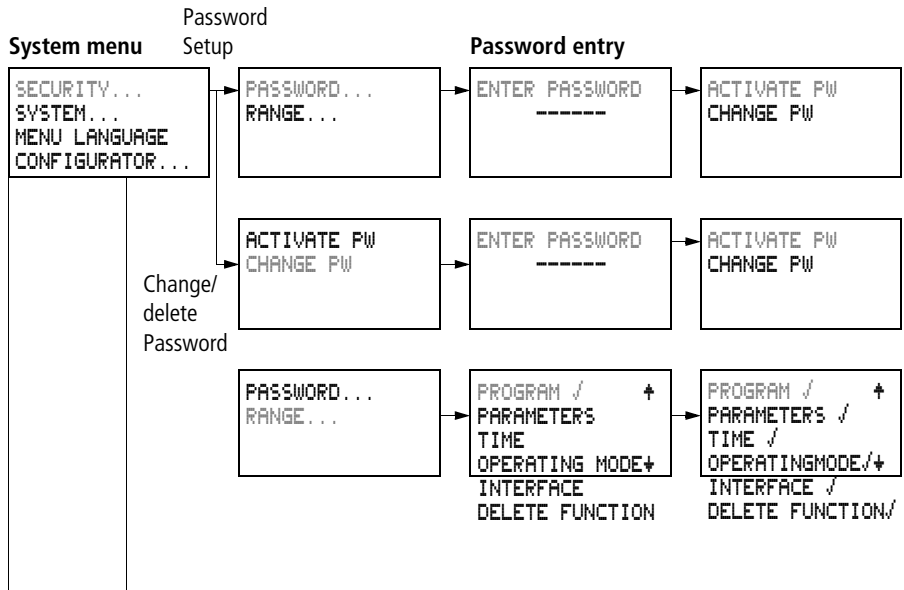 Password
Setup
System menu
Password entry
SECURITY...
SYSTEM...
MENU LANGUAGE
CONFIGURATOR...
PASSWORD...
RANGE...
ENTER PASSWORD
------
ACTIVATE PW
CHANGE PW
Change/
delete
Password
ACTIVATE PW
CHANGE PW
ENTER PASSWORD
------
ACTIVATE PW
CHANGE PW
PASSWORD...
RANGE...
PROGRAM √ ↑
PARAMETERS
TIME
OPERATING MODE↓
INTERFACE
DELETE FUNCTION
PROGRAM √ ↑
PARAMETERS √
TIME √
OPERATINGMODE√↓
INTERFACE √
DELETE FUNCTION√